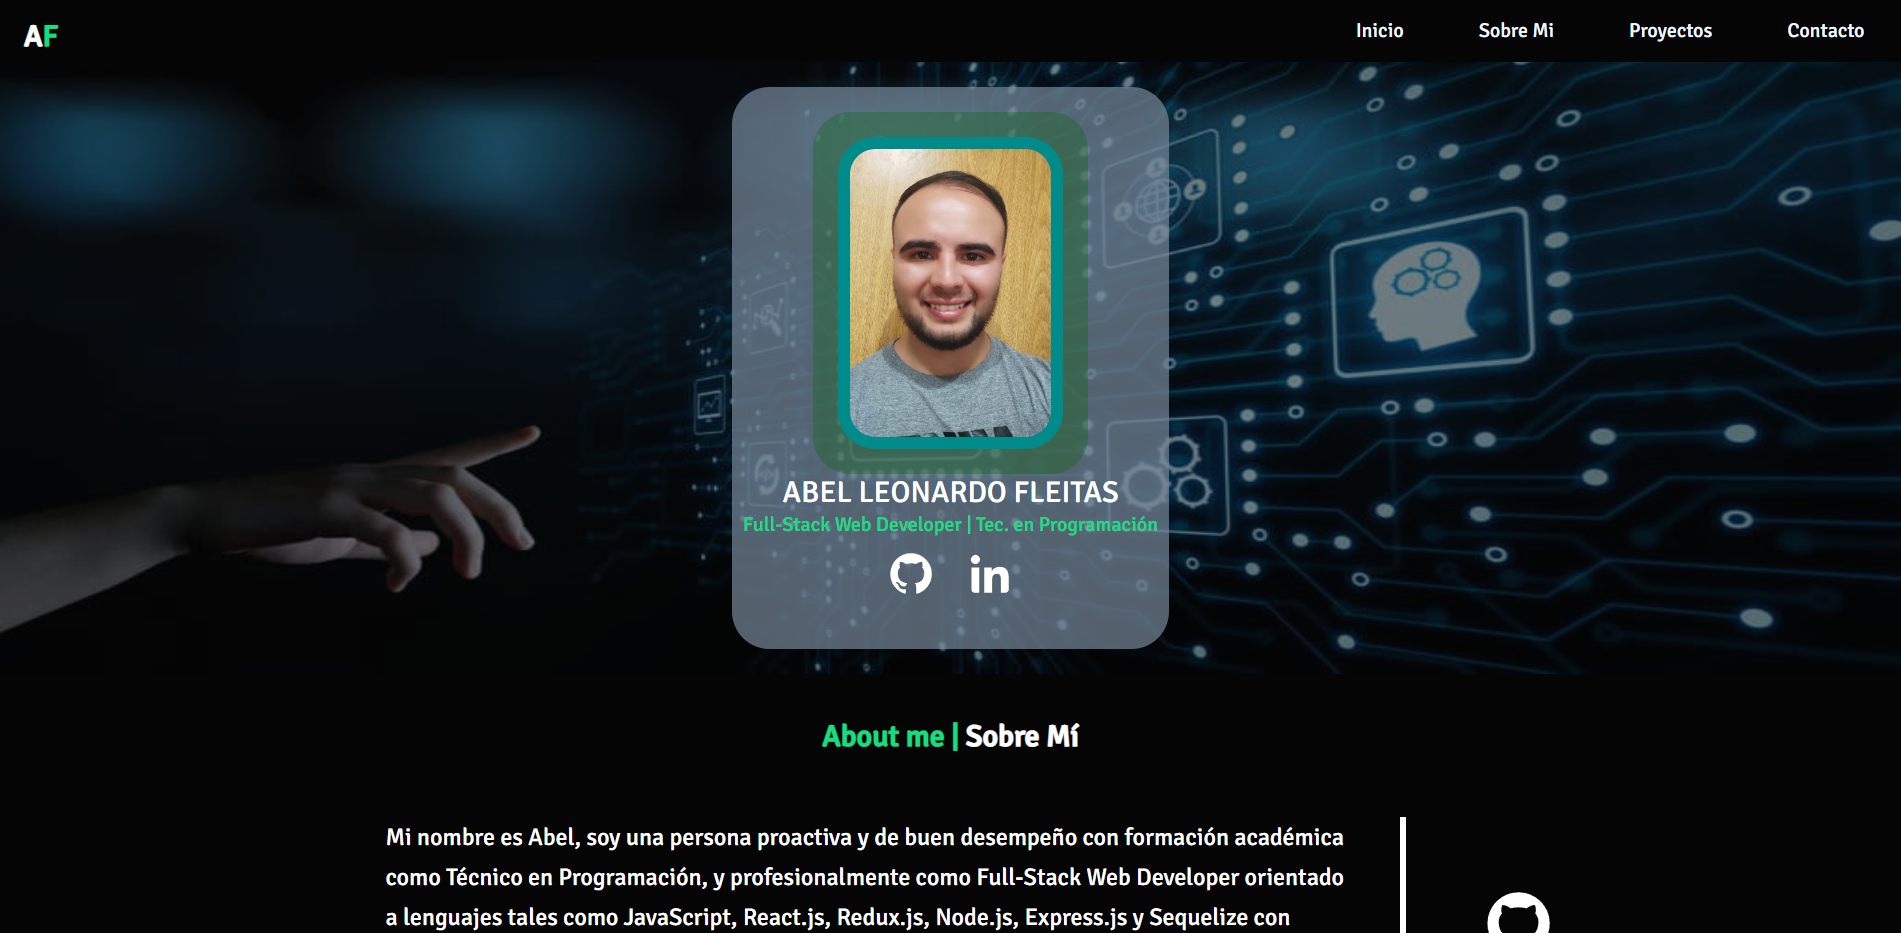 AF
Inicio
Sobre Mi
Proyectos
Contacto
ABEL LEONARDO FLEITAS
Full-Stack Web Developer | Tec. en Programación
About me | Sobre Mí
Mi nombre es Abel, soy una persona proactiva y de buen desempeño con formación académica
como Técnico en Programación, y profesionalmente como Full-Stack Web Developer orientado
a lenguajes tales como JavaScript, React.js, Redux.js, Node.js, Express.js y Sequelize con